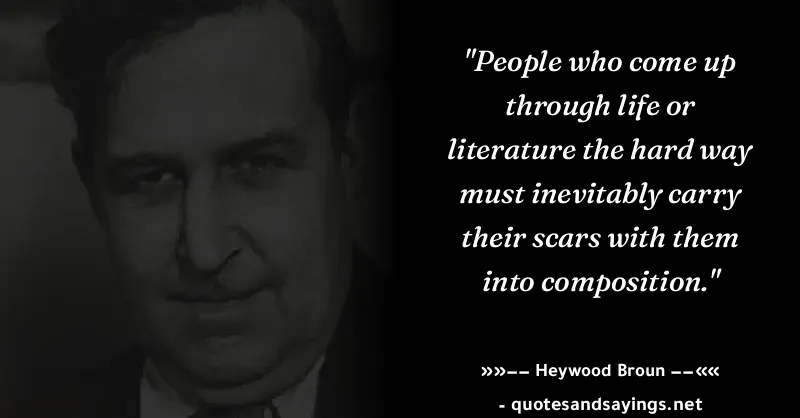 "People who come up
through life or
literature the hard way
must inevitably carry
their scars with them
into composition."
»»–– Heywood Broun ––««
- quotesandsayings.net